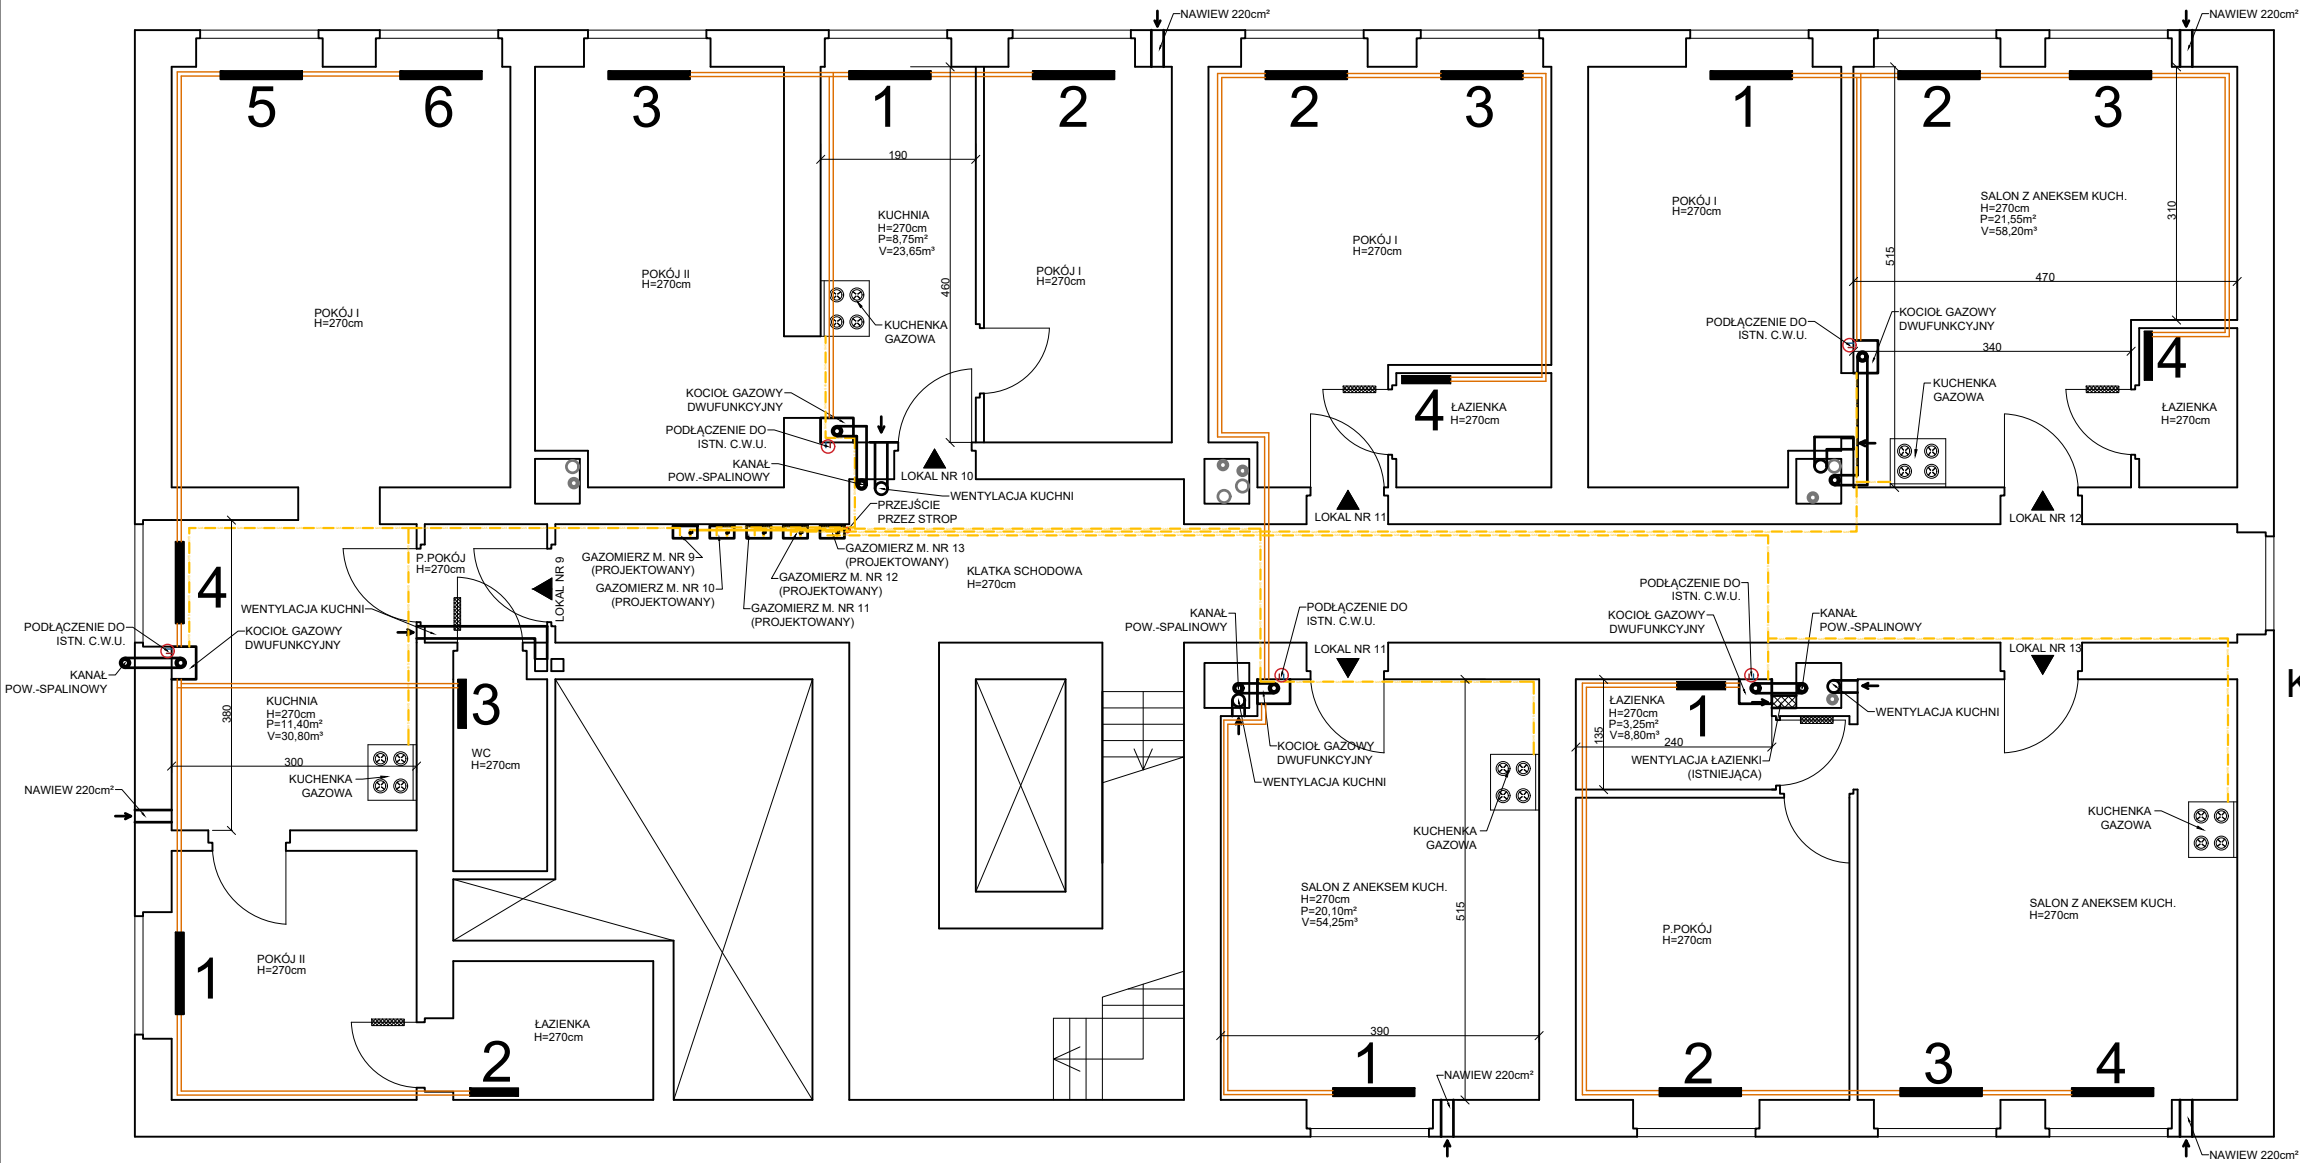 NAWIEW 220cm²
NAWIEW 220cm²
5
6
3
1
2
2
3
1
2
3
190
KUCHNIA
H=270cm
P=8,75m²
V=23,65m³
460
POKÓJ I
H=270cm
POKÓJ II
H=270cm
POKÓJ I
H=270cm
KUCHENKA
GAZOWA
POKÓJ I
H=270cm
POKÓJ I
H=270cm
SALON Z ANEKSEM KUCH.
H=270cm
P=21,55m²
V=58,20m³
310
515
470
KOCIOŁ GAZOWY
DWUFUNKCYJNY
PODŁĄCZENIE DO
ISTN. C.W.U.
340
4
KUCHENKA
GAZOWA
ŁAZIENKA
H=270cm
4
ŁAZIENKA
H=270cm
KOCIOŁ GAZOWY
DWUFUNKCYJNY
PODŁĄCZENIE DO
ISTN. C.W.U.
KANAŁ
POW.-SPALINOWY
LOKAL NR 10
WENTYLACJA KUCHNI
PRZEJŚCIE
PRZEZ STROP
LOKAL NR 11
LOKAL NR 12
P.POKÓJ
H=270cm
LOKAL NR 9
GAZOMIERZ M. NR 9
(PROJEKTOWANY)
GAZOMIERZ M. NR 10
(PROJEKTOWANY)
GAZOMIERZ M. NR 11
(PROJEKTOWANY)
GAZOMIERZ M. NR 12
(PROJEKTOWANY)
GAZOMIERZ M. NR 13
(PROJEKTOWANY)
KLATKA SCHODOWA
H=270cm
4
WENTYLACJA KUCHNI
PODŁĄCZENIE DO
ISTN. C.W.U.
KOCIOŁ GAZOWY
DWUFUNKCYJNY
KANAŁ
POW.-SPALINOWY
KUCHNIA
H=270cm
P=11,40m²
V=30,80m³
380
300
3
WC
H=270cm
KUCHENKA
GAZOWA
NAWIEW 220cm²
KANAŁ
POW.-SPALINOWY
PODŁĄCZENIE DO
ISTN. C.W.U.
LOKAL NR 11
KOCIOŁ GAZOWY
DWUFUNKCYJNY
WENTYLACJA KUCHNI
PODŁĄCZENIE DO
ISTN. C.W.U.
KOCIOŁ GAZOWY
DWUFUNKCYJNY
KANAŁ
POW.-SPALINOWY
LOKAL NR 13
ŁAZIENKA
H=270cm
P=3,25m²
V=8,80m³
1
135
240
WENTYLACJA KUCHNI
WENTYLACJA ŁAZIENKI
(ISTNIEJĄCA)
KUCHENKA
GAZOWA
KUCHENKA
GAZOWA
SALON Z ANEKSEM KUCH.
H=270cm
P=20,10m²
V=54,25m³
515
P.POKÓJ
H=270cm
SALON Z ANEKSEM KUCH.
H=270cm
POKÓJ II
H=270cm
1
ŁAZIENKA
H=270cm
2
390
1
NAWIEW 220cm²
2
3
4
NAWIEW 220cm²